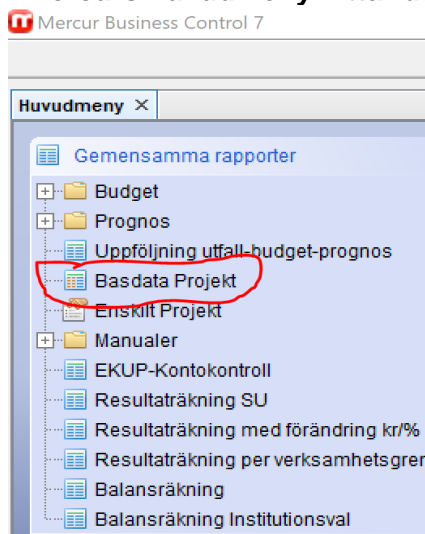 Mercur Business Control 7
Huvudmeny ×
Gemensamma rapporter
Budget
Prognos
Uppföljning utfall-budget-prognos
Basdata Projekt
Enskilt Projekt
Manualer
EKUP-Kontokontroll
Resultaträkning SU
Resultaträkning med förändring kr/%
Resultaträkning per verksamhetsgrer
Balansräkning
Balansräkning Institutionsval